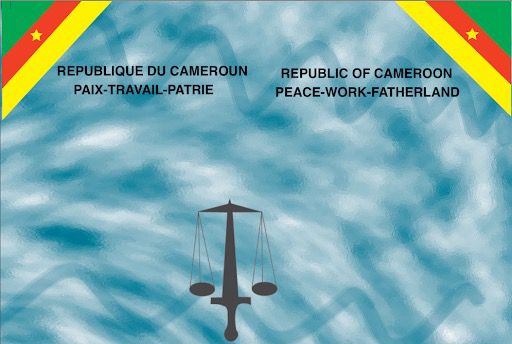 REPUBLIQUE DU CAMEROUN
PAIX-TRAVAIL-PATRIE
REPUBLIC OF CAMEROON
PEACE-WORK-FATHERLAND